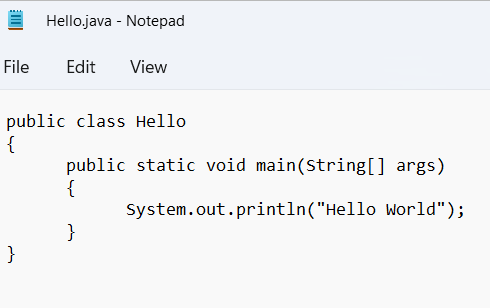 Hello.java - Notepad
File Edit View
public class Hello
{
public static void main(String[] args)
{
System.out.println("Hello World");
}
}